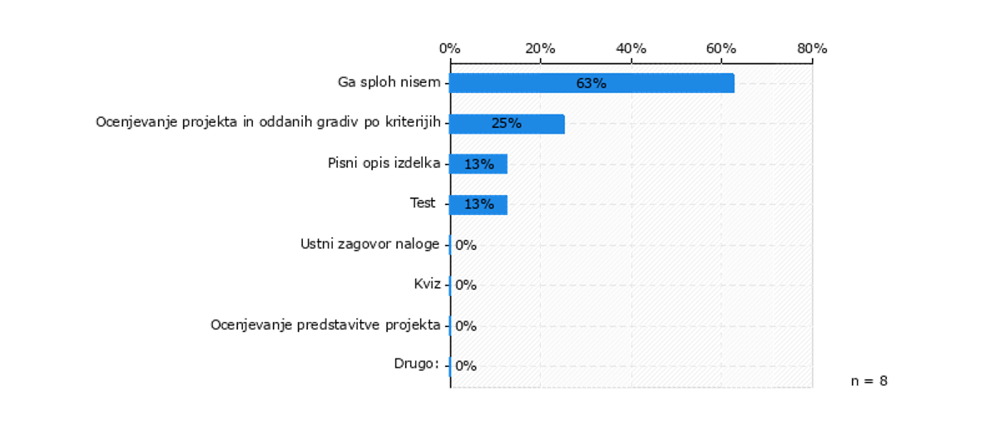 0% 20% 40% 60% 80%
Ga sploh nisem 63%
Ocenjevanje projekta in oddanih gradiv po kriterijih 25%
Pisni opis izdelka 13%
Test 13%
Ustni zagovor naloge 0%
Kviz 0%
Ocenjevanje predstavitve projekta 0%
Drugo: 0%
n = 8